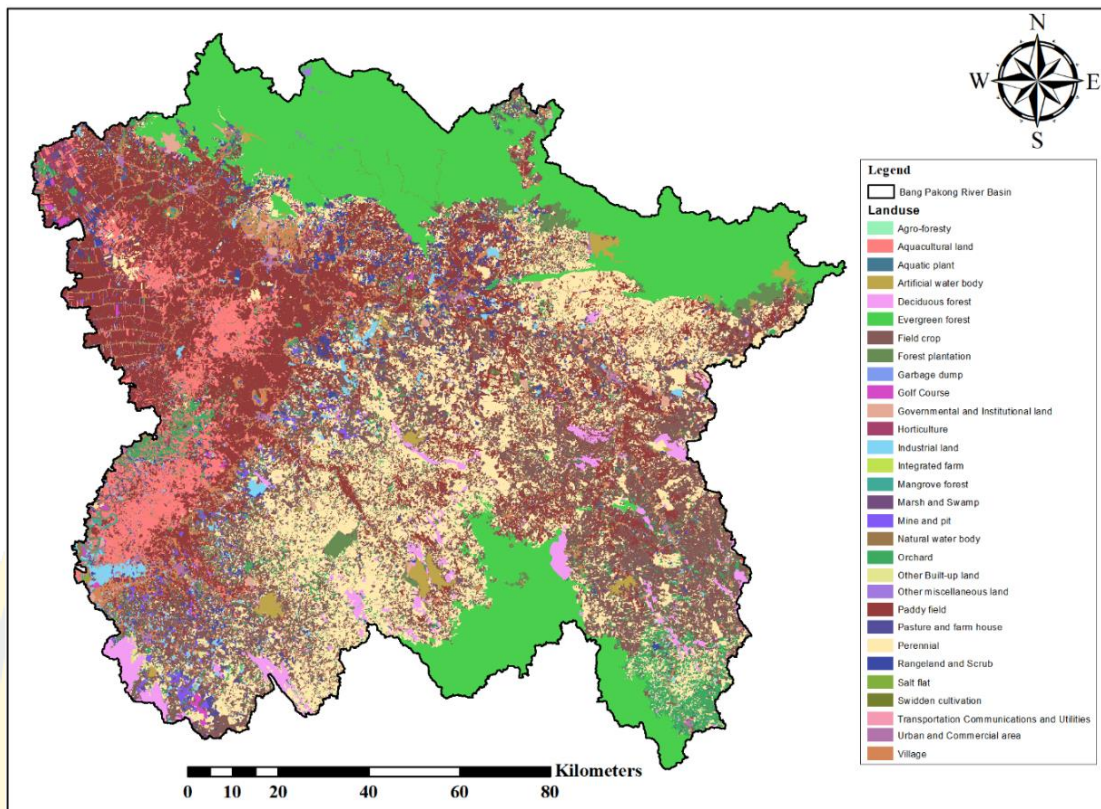 N
W E
S
Legend
Bang Pakong River Basin
Landuse
Agro-foresty
Aquacultural land
Aquatic plant
Artificial water body
Deciduous forest
Evergreen forest
Field crop
Forest plantation
Garbage dump
Golf Course
Governmental and Institutional land
Horticulture
Industrial land
Integrated farm
Mangrove forest
Marsh and Swamp
Mine and pit
Natural water body
Orchard
Other Built-up land
Other miscellaneous land
Paddy field
Pasture and farm house
Perennial
Rangeland and Scrub
Salt flat
Swidden cultivation
Transportation Communications and Utilities
Urban and Commercial area
Village
Kilometers
0 10 20 40 60 80